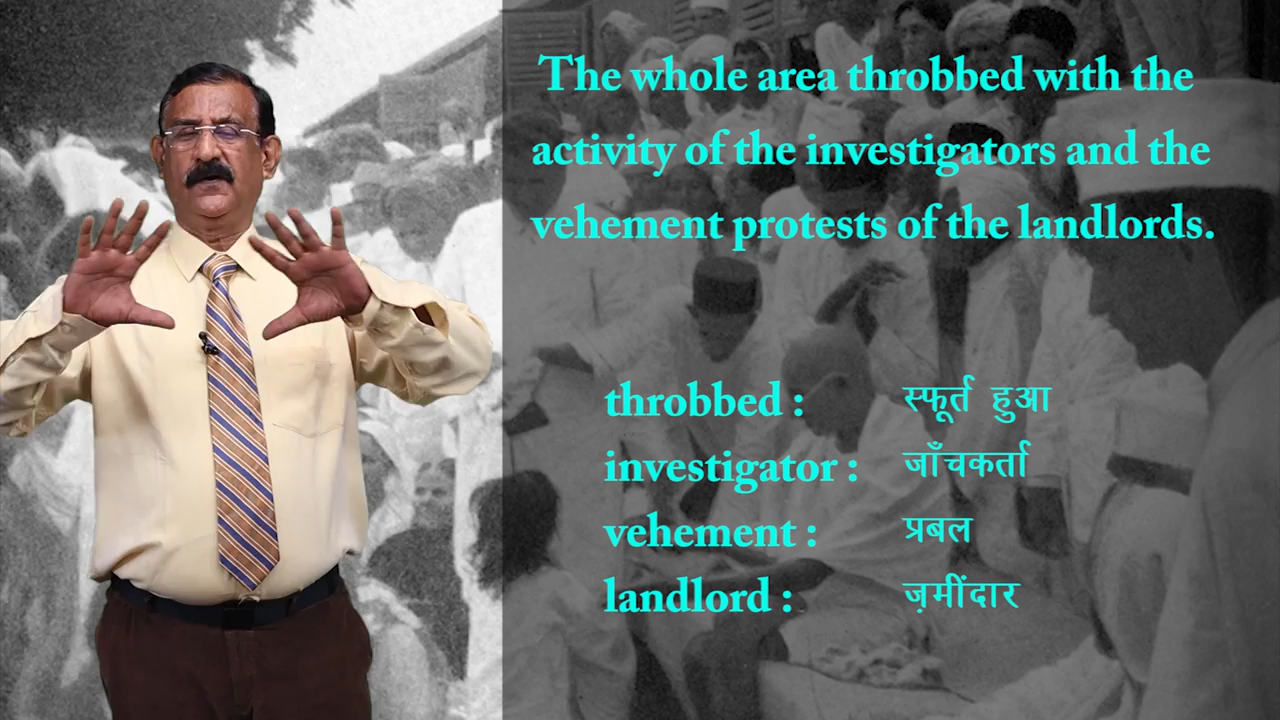 The whole area throbbed with the
activity of the investigators and the
vehement protests of the landlords.
throbbed : स्फूर्त हुआ
investigator : जाँचकर्ता
vehement : प्रबल
landlord : ज़मींदार